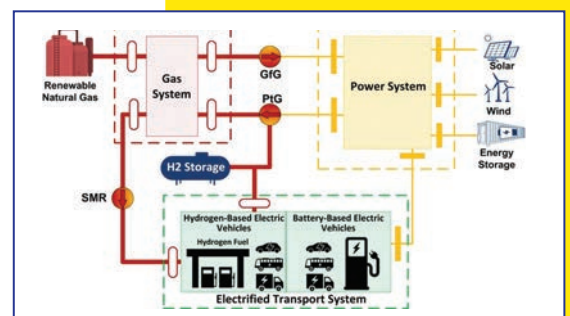 Renewable
Natural Gas
Gas
System
GfG
PtG
Power System
Solar
Wind
Energy
Storage
H2 Storage
SMR
Hydrogen-Based Electric
Vehicles
Hydrogen Fuel
Battery-Based Electric
Vehicles
Electrified Transport System